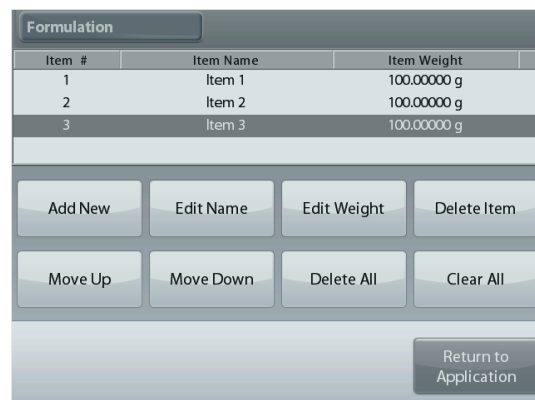 Formulation
Item # Item Name Item Weight
1 Item 1 100.00000 g
2 Item 2 100.00000 g
3 Item 3 100.00000 g
Add New Edit Name Edit Weight Delete Item
Move Up Move Down Delete All Clear All
Return to
Application